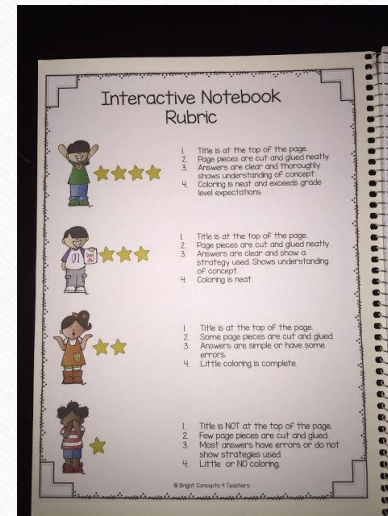 Interactive Notebook
Rubric
1. Title is at the top of the page.
2. Page pieces are cut and glued neatly.
3. Answers are clear and thoroughly
shows understanding of concept.
4. Coloring is neat and exceeds grade
level expectations.
1. Title is at the top of the page.
2. Page pieces are cut and glued neatly.
3. Answers are clear and show a
strategy used. Shows understanding
of concept.
4. Coloring is neat.
1. Title is at the top of the page.
2. Some page pieces are cut and glued.
3. Answers are simple or have some
errors.
4. Little coloring is complete.
1. Title is NOT at the top of the page.
2. Few page pieces are cut and glued.
3. Most answers have errors or do not
show strategies used
4. Little or NO coloring.
© Bright Concepts 4 Teachers